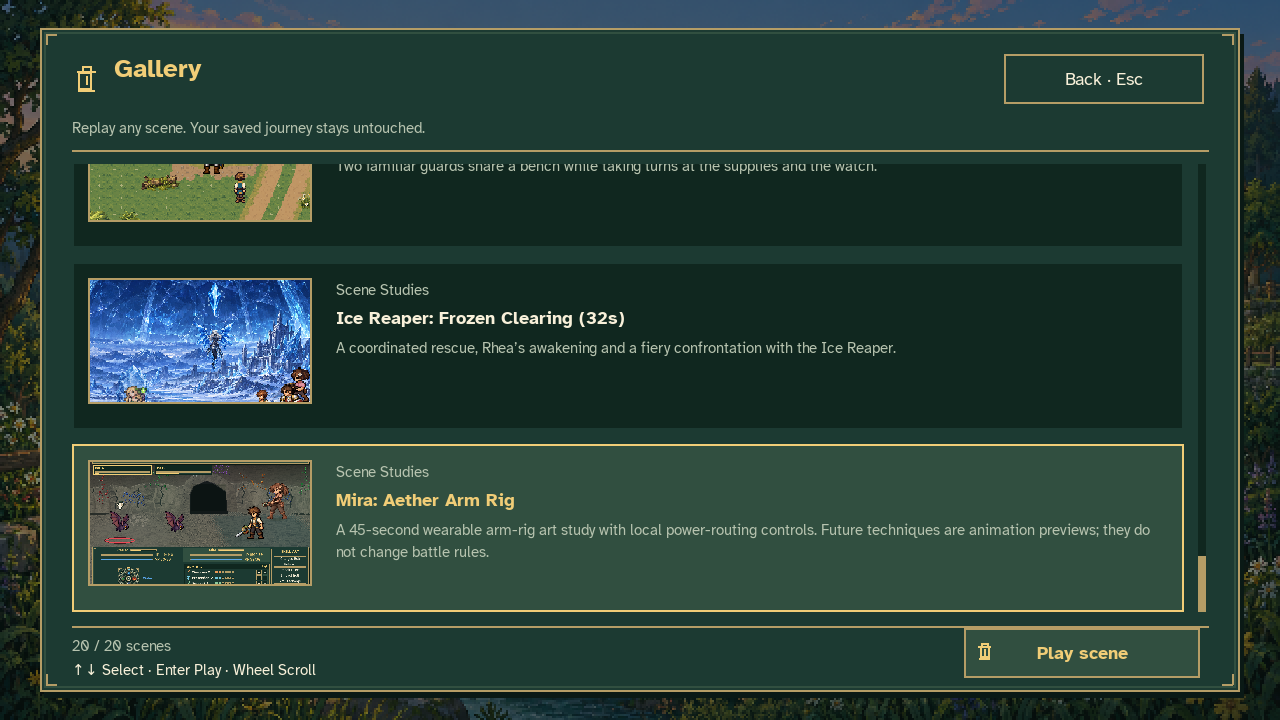 Gallery
Back · Esc
Replay any scene. Your saved journey stays untouched.
Two familiar guards share a bench while taking turns at the supplies and the watch.
Scene Studies
Ice Reaper: Frozen Clearing (32s)
A coordinated rescue, Rhea's awakening and a fiery confrontation with the Ice Reaper.
Scene Studies
Mira: Aether Arm Rig
A 45-second wearable arm-rig art study with local power-routing controls. Future techniques are animation previews; they do
not change battle rules.
20 / 20 scenes
↑↓ Select · Enter Play · Wheel Scroll
Play scene